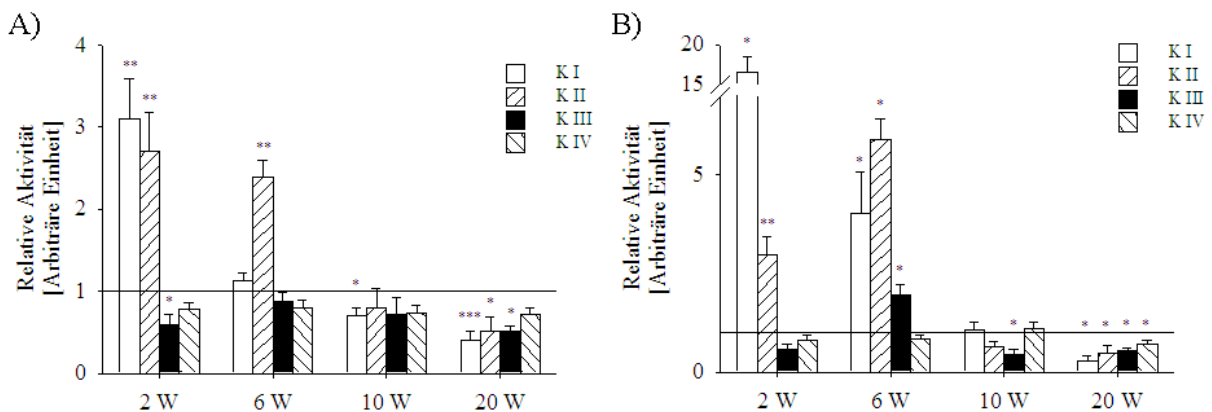 A)
Relative Aktivität
[Arbiträre Einheit]
4
3
2
1
0
** ** * ** * *** * *
2 W 6 W 10 W 20 W
K I
K II
K III
K IV
B)
Relative Aktivität
[Arbiträre Einheit]
20
15
5
0
* ** * * * * * * * *
2 W 6 W 10 W 20 W
K I
K II
K III
K IV